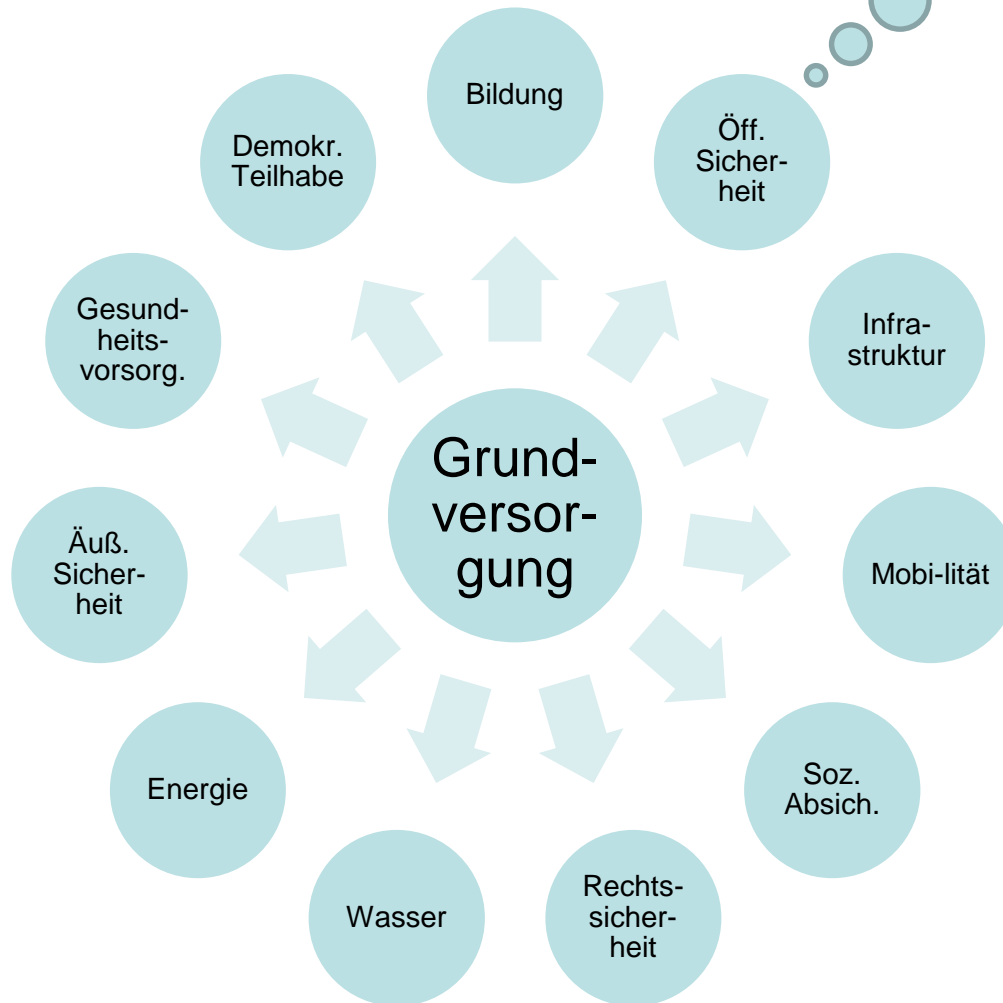 Bildung
Öff.
Sicher-
heit
Infra-
struktur
Mobi-lität
Soz.
Absich.
Rechts-
sicher-
heit
Wasser
Energie
Äuß.
Sicher-
heit
Gesund-
heits-
vorsorg.
Demokr.
Teilhabe
Grund-
versor-
gung